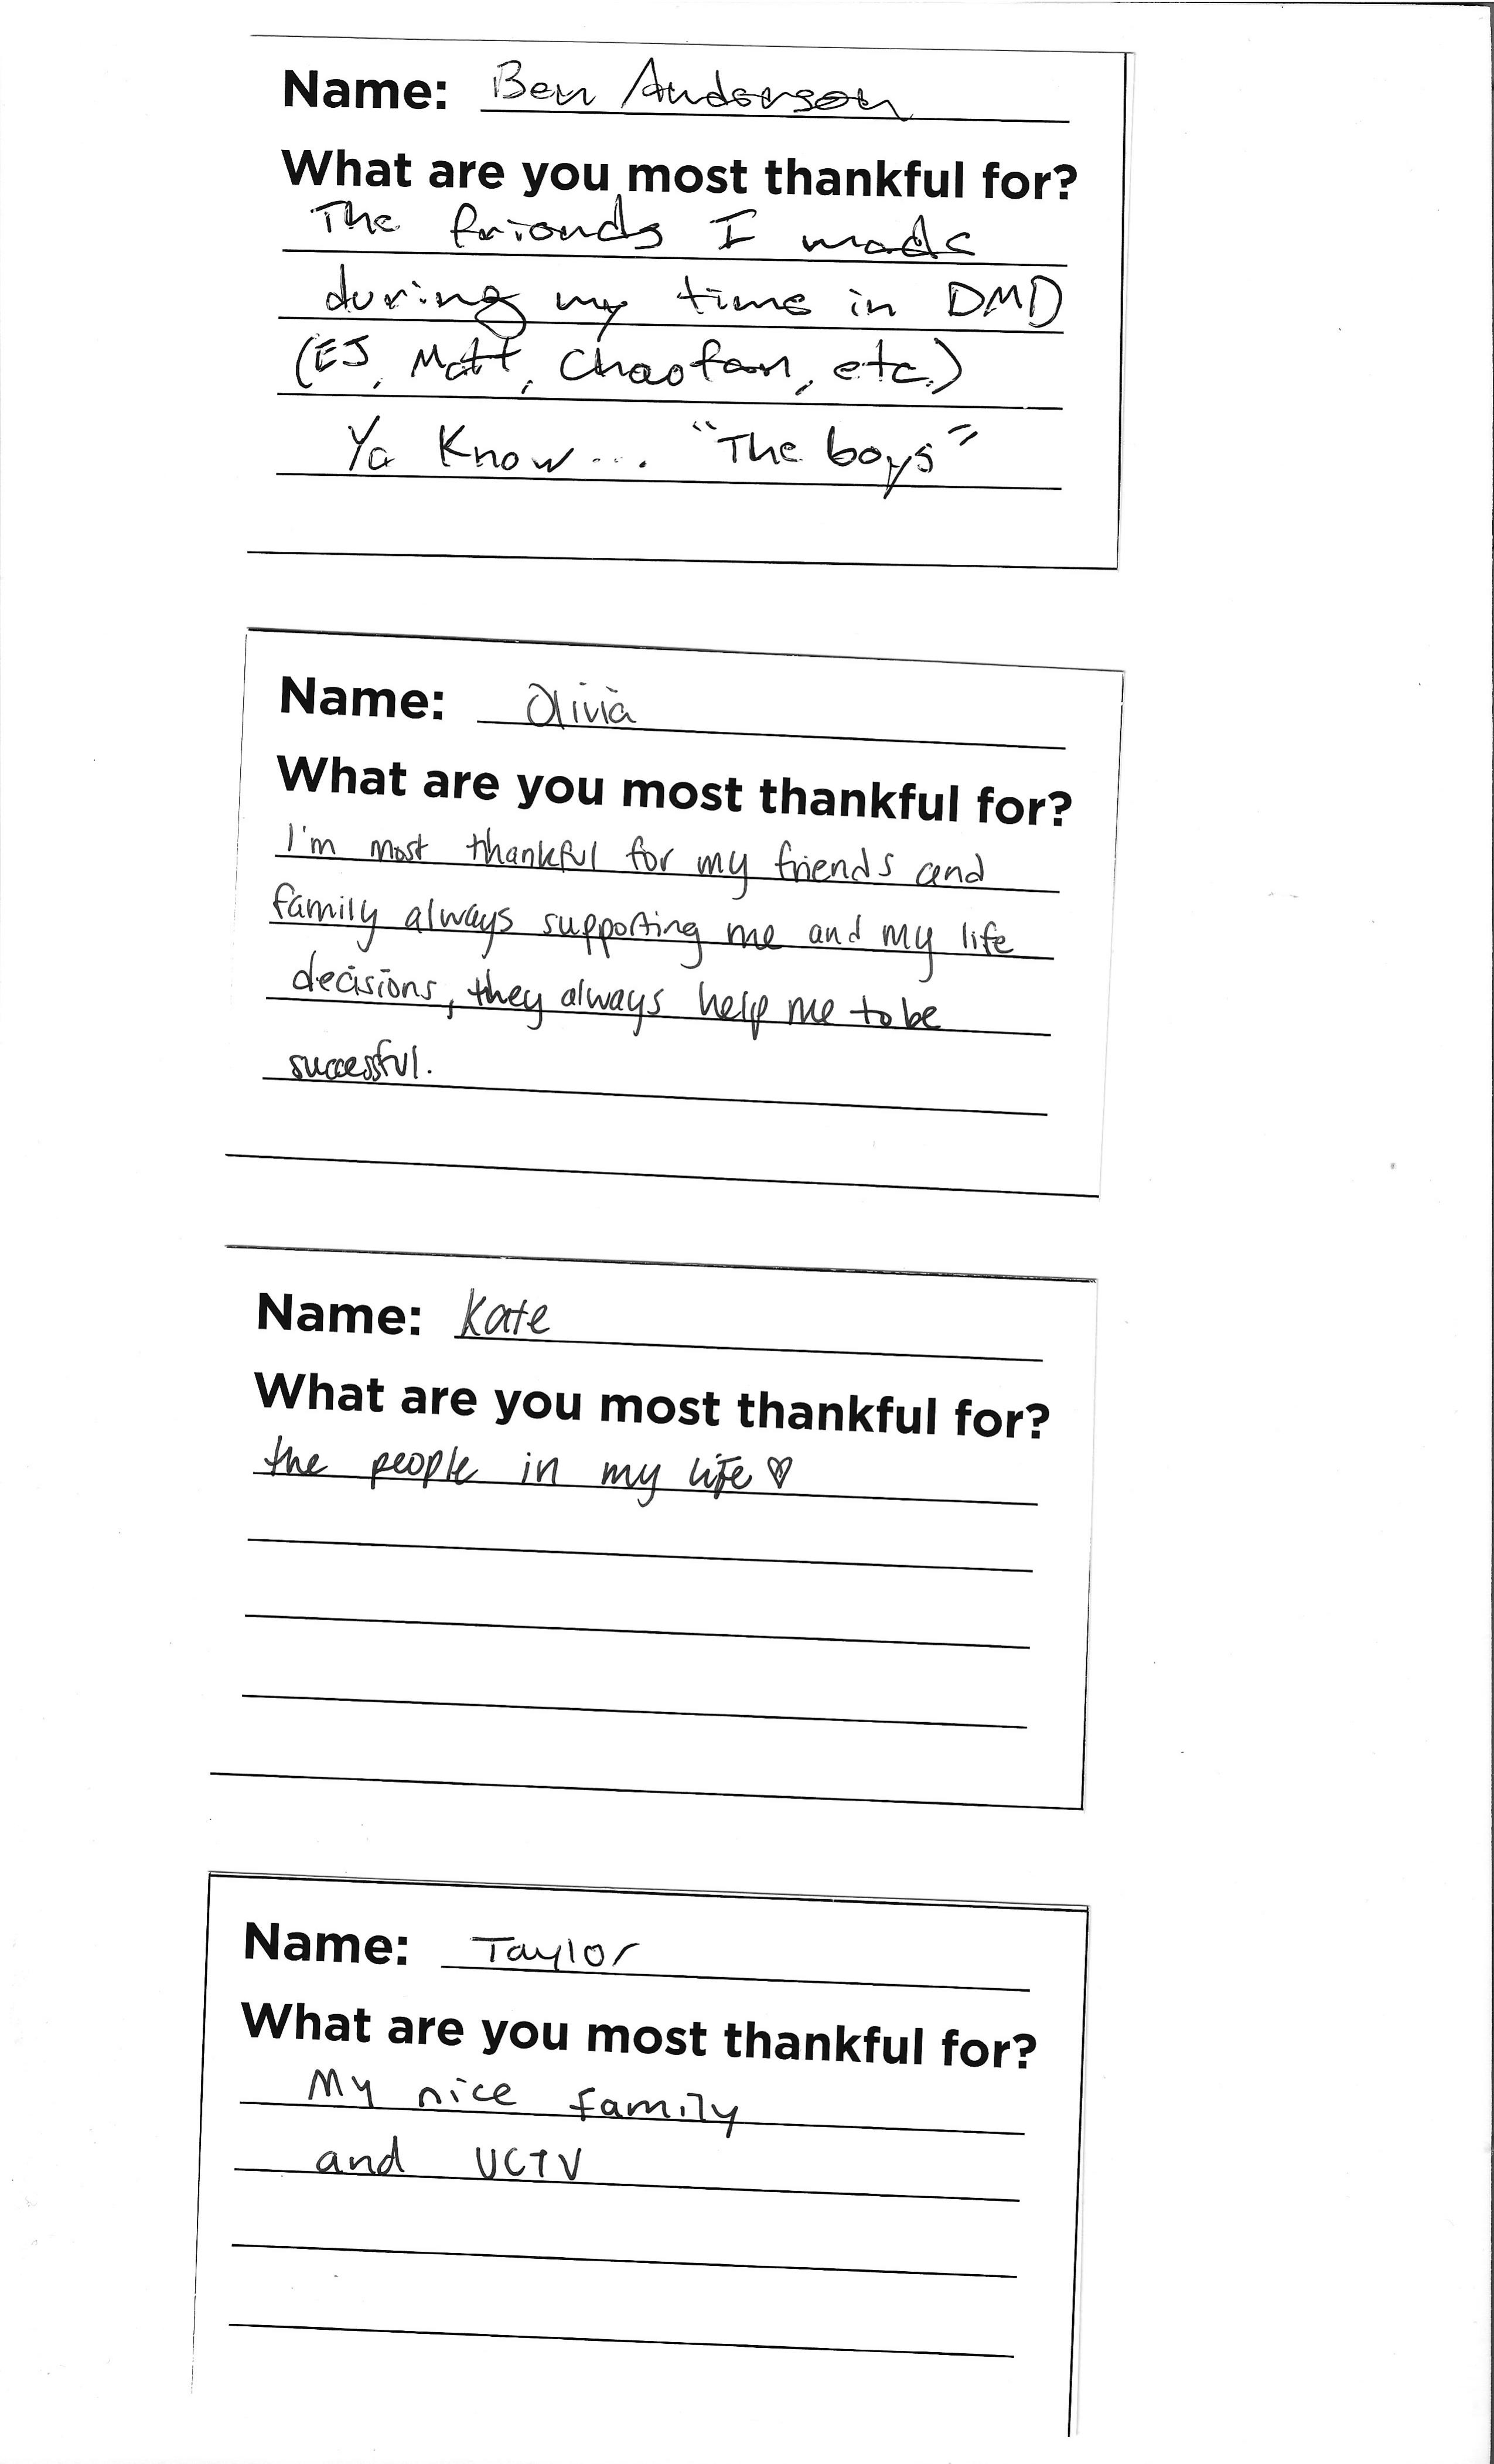 Name: Ben Anderson
What are you most thankful for?
The friends I made
during my time in DMD
(EJ, Matt, Chaofan, etc.)
Ya Know... "The boys"
Name: Olivia
What are you most thankful for?
I'm most thankful for my friends and
family always supporting me and my life
decisions, they always help me to be
successful.
Name: Kate
What are you most thankful for?
the people in my life ♡
Name: Taylor
What are you most thankful for?
My nice family
and UCTV